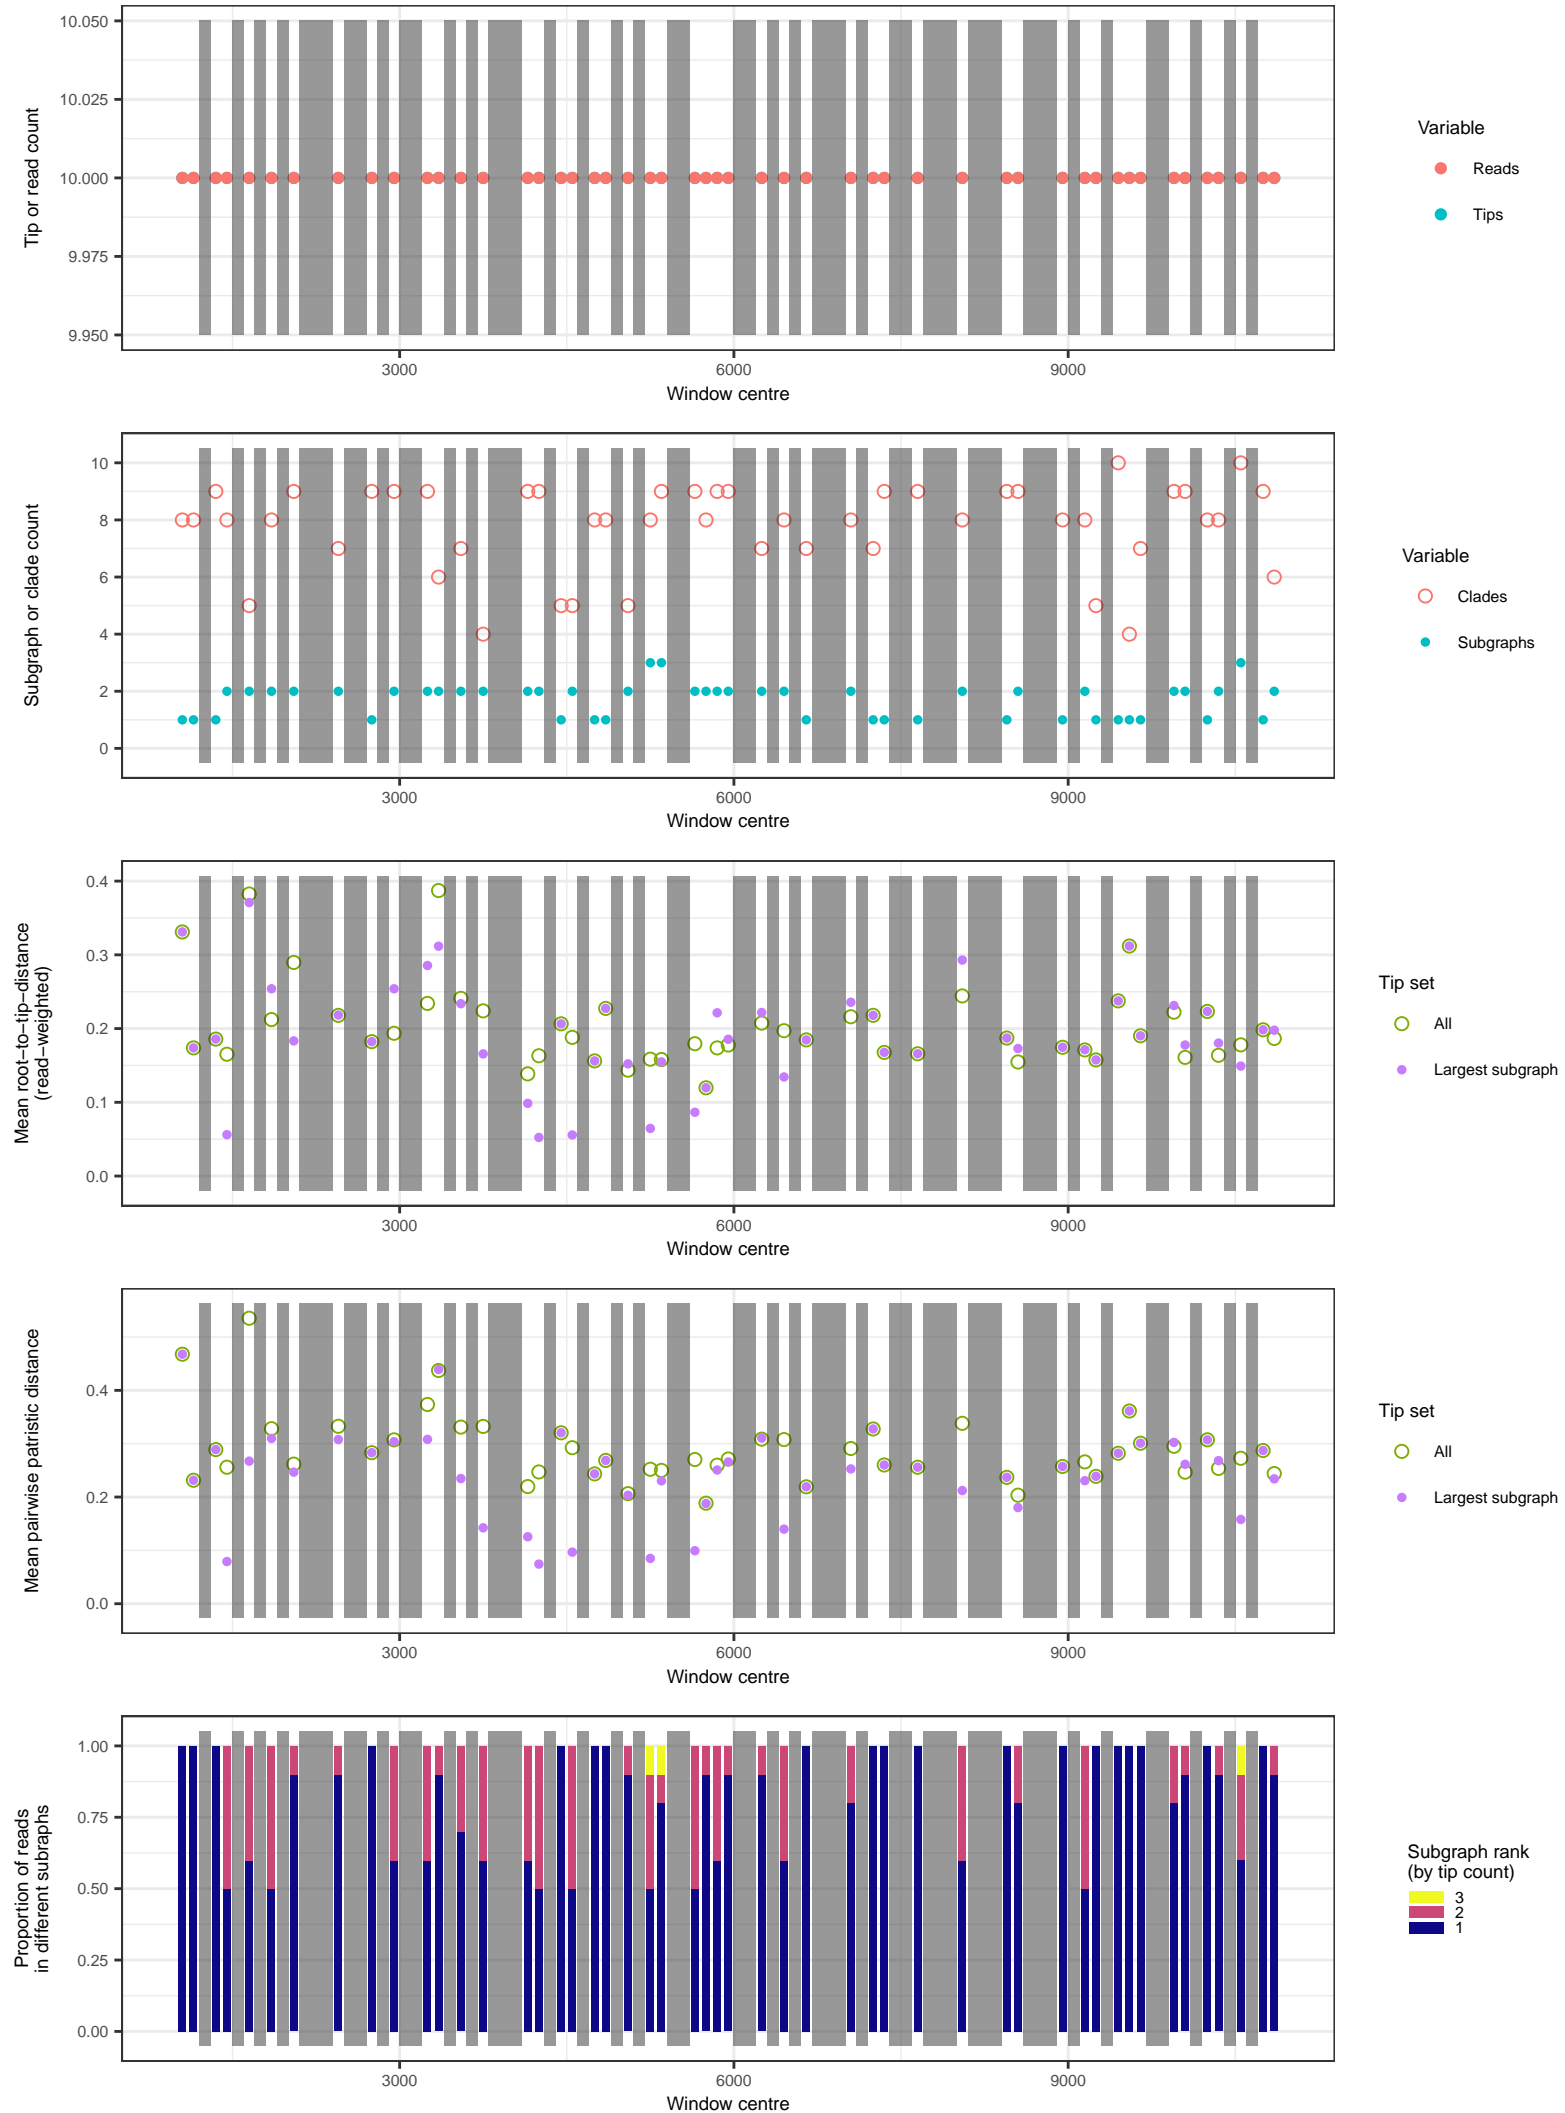 10.050
10.025
10.000
9.975
9.950
Tip or read count
3000
6000
9000
Window centre
Variable
Reads
Tips
10
8
6
4
2
0
Subgraph or clade count
3000
6000
9000
Window centre
Variable
Clades
Subgraphs
0.4
0.3
0.2
0.1
0.0
Mean root−to−tip−distance
(read−weighted)
3000
6000
9000
Window centre
Tip set
All
Largest subgraph
0.4
0.2
0.0
Mean pairwise patristic distance
3000
6000
9000
Window centre
Tip set
All
Largest subgraph
1.00
0.75
0.50
0.25
0.00
Proportion of reads
in different subraphs
3000
6000
9000
Window centre
Subgraph rank
(by tip count)
3
2
1